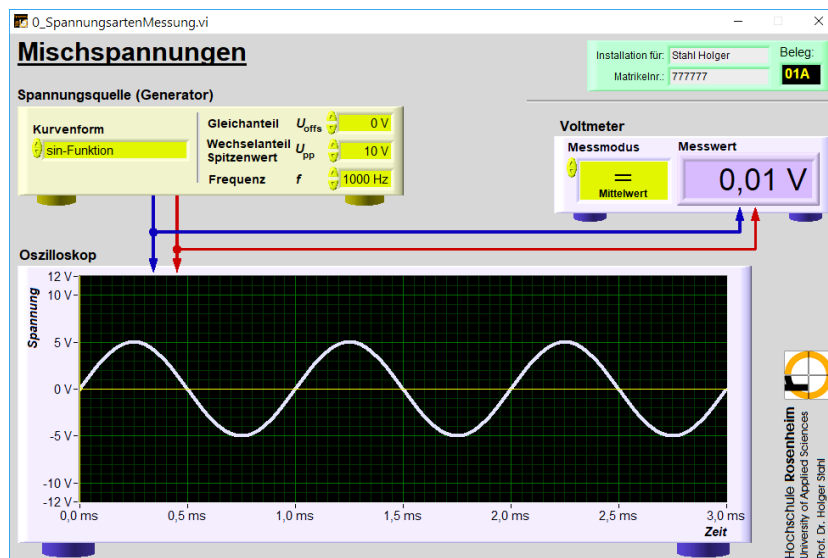 0_SpannungsartenMessung.vi
Mischspannungen
Installation für: Stahl Holger
Matrikelnr.: 777777
Beleg:
01A
Spannungsquelle (Generator)
Kurvenform
sin-Funktion
Gleichanteil U offs 0 V
Wechselanteil
Spitzenwert U pp 10 V
Frequenz f 1000 Hz
Voltmeter
Messmodus
=
Mittelwert
Messwert
0,01 V
Oszilloskop
Spannung
12 V
10 V
5 V
0 V
-5 V
-10 V
-12 V
0,0 ms 0,5 ms 1,0 ms 1,5 ms 2,0 ms 2,5 ms 3,0 ms
Zeit
Hochschule Rosenheim
University of Applied Sciences
Prof. Dr. Holger Stahl